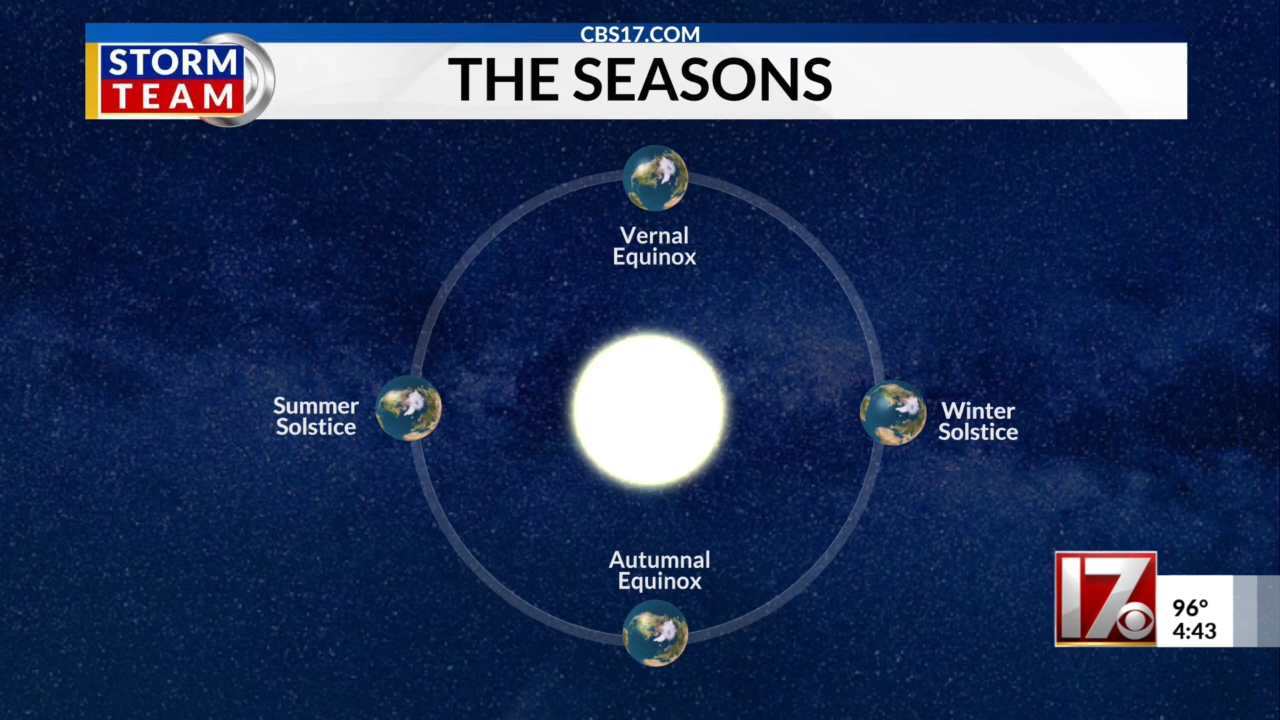 CBS17.COM
STORM
TEAM
THE SEASONS
Vernal
Equinox
Summer
Solstice
Winter
Solstice
Autumnal
Equinox
17
96°
4:43